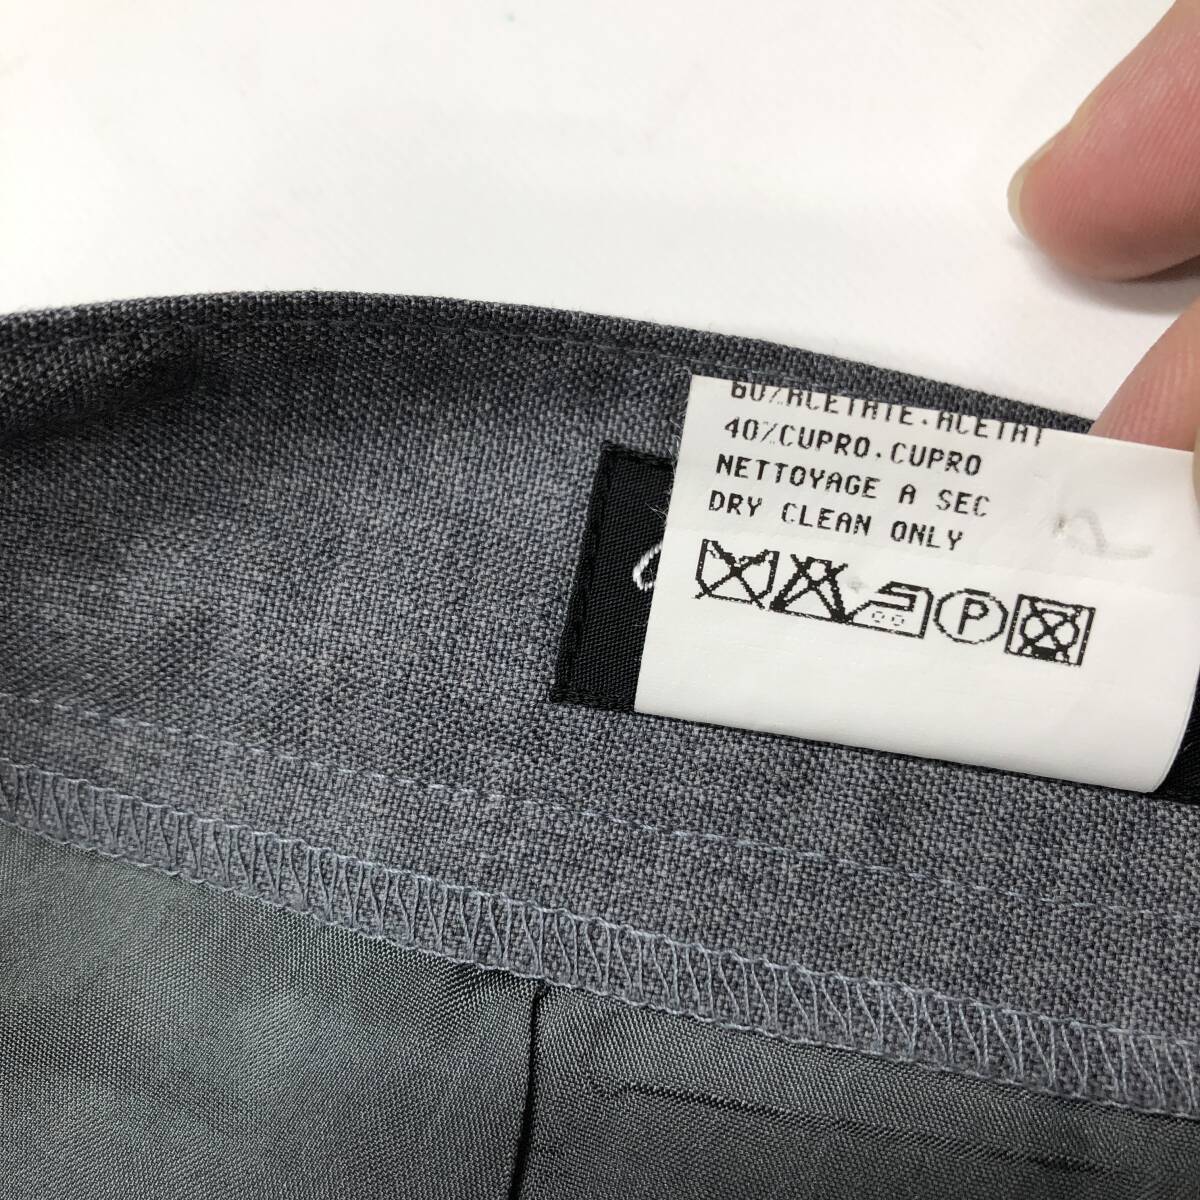 60%ACETATE.ACETAT
40%CUPRO.CUPRO
NETTOYAGE A SEC
DRY CLEAN ONLY
P